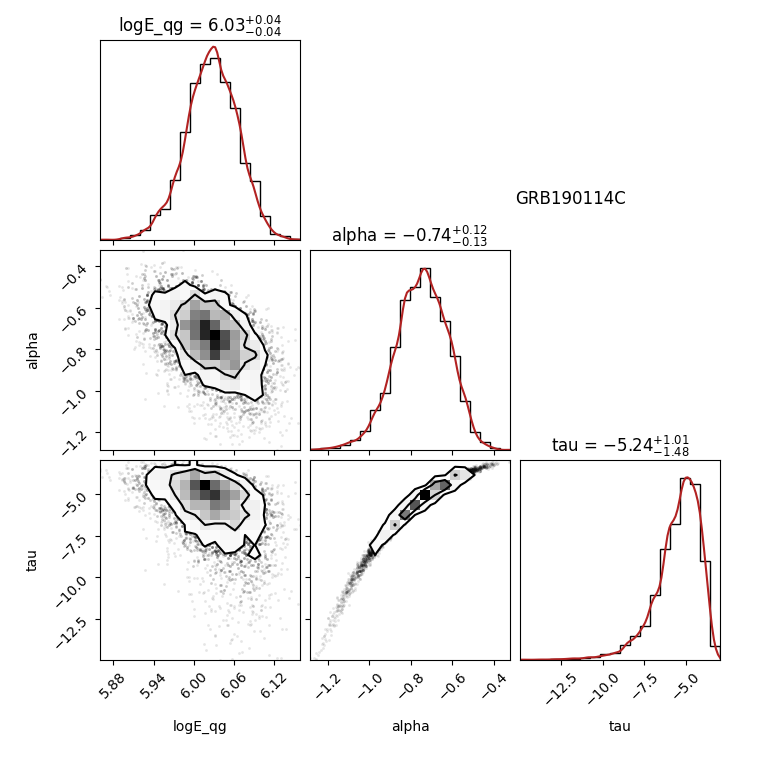 logE_qg = 6.03+0.04−0.04
GRB190114C
alpha = −0.74+0.12−0.13
−0.4
−0.6
−0.8
−1.0
−1.2
alpha
tau = −5.24+1.01−1.48
−5.0
−7.5
−10.0
−12.5
tau
5.88 5.94 6.00 6.06 6.12
−1.2 −1.0 −0.8 −0.6 −0.4
−12.5 −10.0 −7.5 −5.0
logE_qg alpha tau